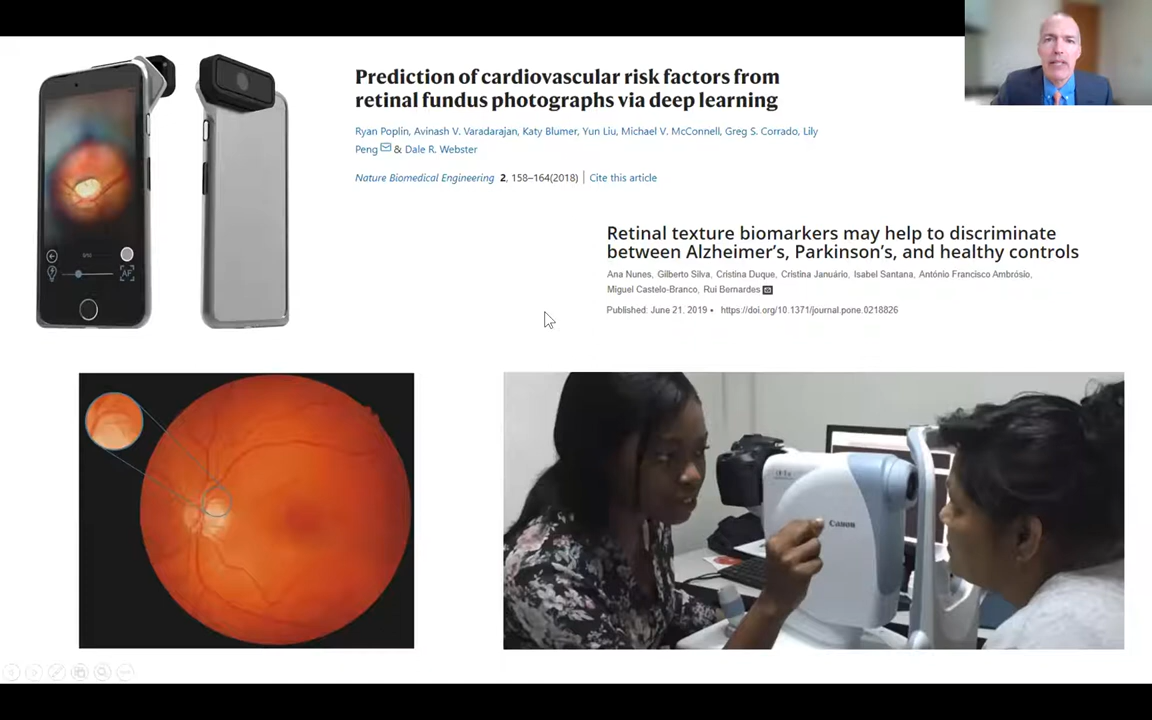 Prediction of cardiovascular risk factors from
retinal fundus photographs via deep learning
Ryan Poplin, Avinash V. Varadarajan, Katy Blumer, Yun Liu, Michael V. McConnell, Greg S. Corrado, Lily
Peng & Dale R. Webster
Nature Biomedical Engineering 2, 158–164(2018) | Cite this article
Retinal texture biomarkers may help to discriminate
between Alzheimer's, Parkinson's, and healthy controls
Ana Nunes, Gilberto Silva, Cristina Duque, Cristina Januário, Isabel Santana, António Francisco Ambrósio,
Miguel Castelo-Branco, Rui Bernardes
Published: June 21, 2019 • https://doi.org/10.1371/journal.pone.0218826
AF
Canon